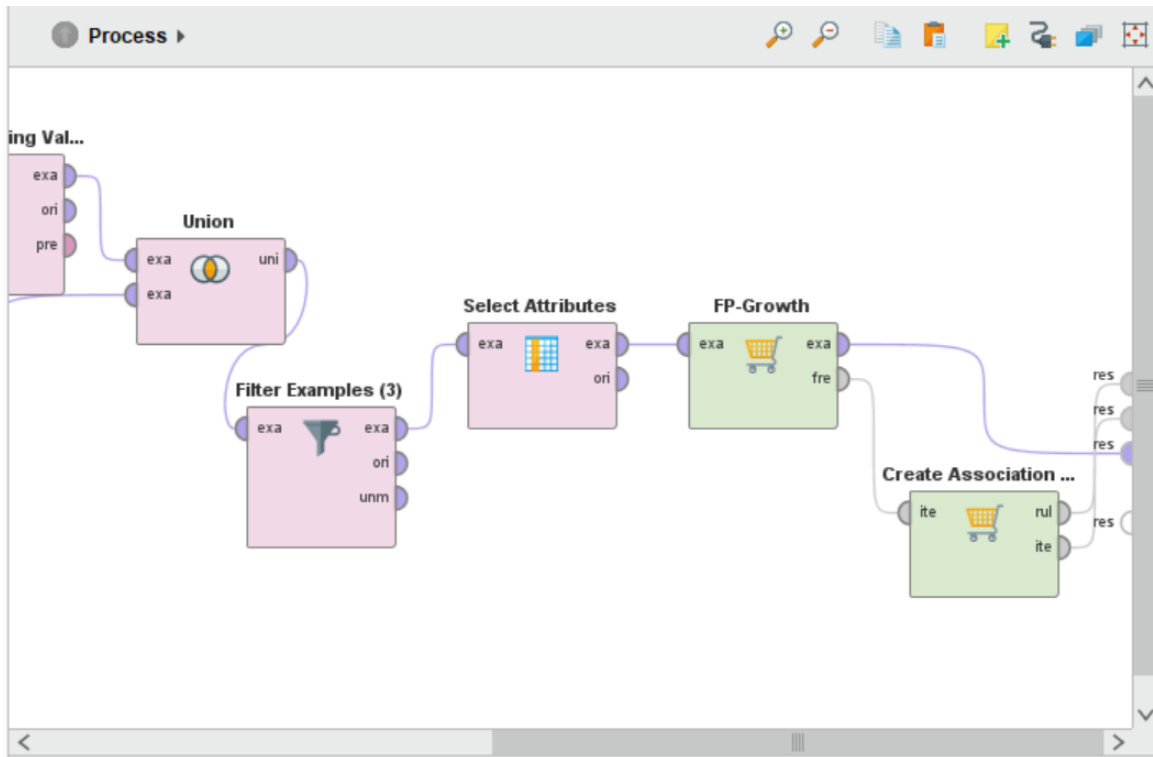 Process
ing Val...
exa
ori
pre
Union
exa uni
exa
Filter Examples (3)
exa exa
ori
unm
Select Attributes
exa exa
ori
FP-Growth
exa exa
fre
Create Association ...
ite rul
ite
res
res
res
res